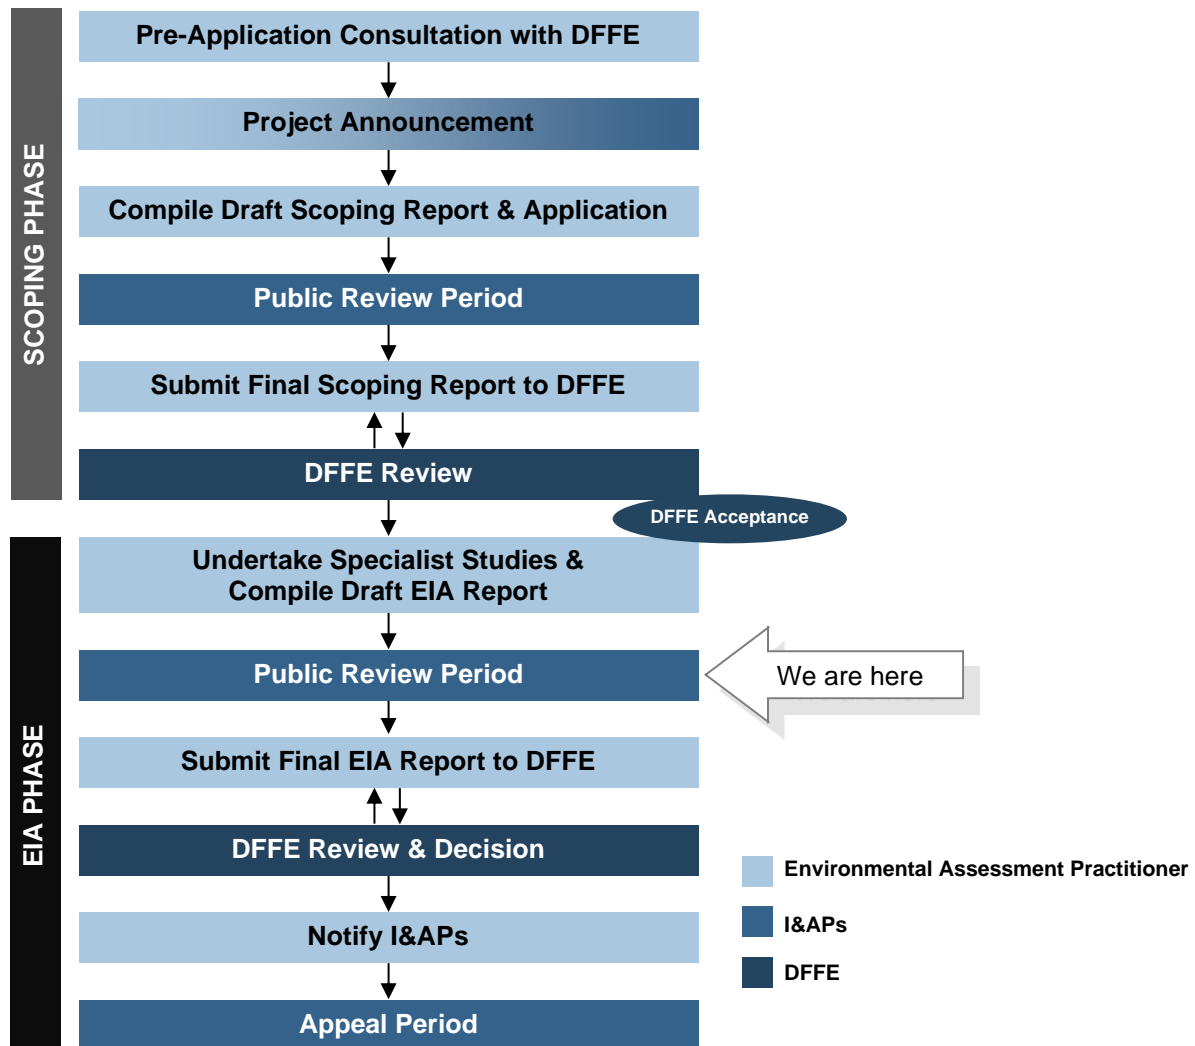 SCOPING PHASE
Pre-Application Consultation with DFFE
Project Announcement
Compile Draft Scoping Report & Application
Public Review Period
Submit Final Scoping Report to DFFE
DFFE Review
DFFE Acceptance
EIA PHASE
Undertake Specialist Studies &
Compile Draft EIA Report
Public Review Period
We are here
Submit Final EIA Report to DFFE
DFFE Review & Decision
Notify I&APs
Appeal Period
Environmental Assessment Practitioner
I&APs
DFFE